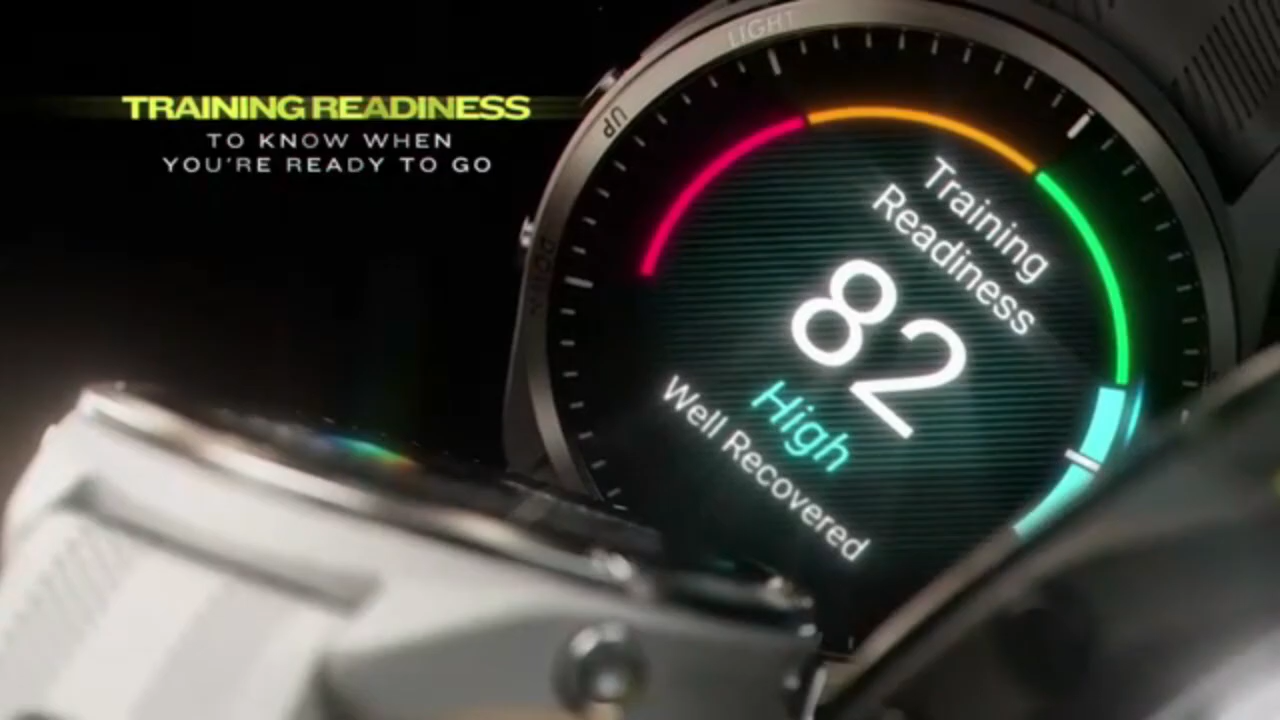 TRAINING READINESS
TO KNOW WHEN
YOU'RE READY TO GO
LIGHT
UP
Training
Readiness
82
High
Well Recovered